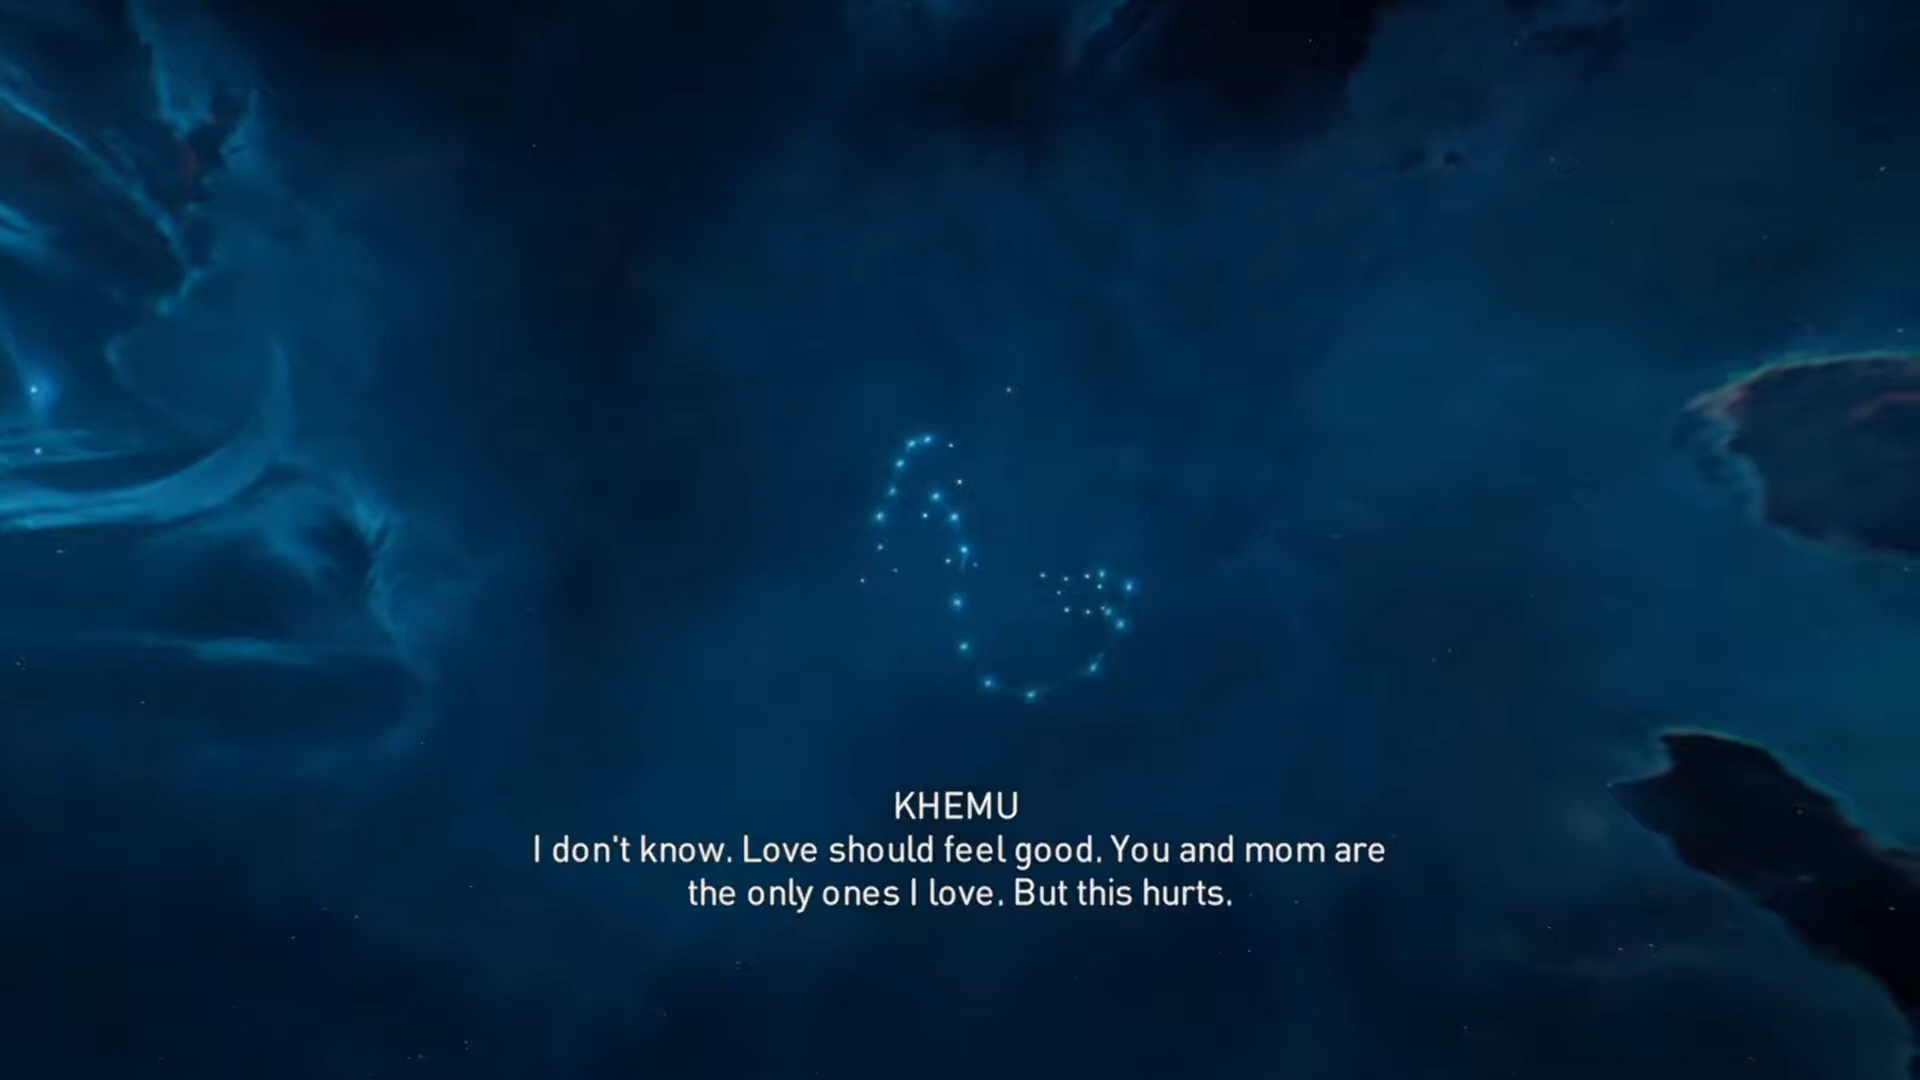 KHEMU
I don't know. Love should feel good. You and mom are
the only ones I love. But this hurts.